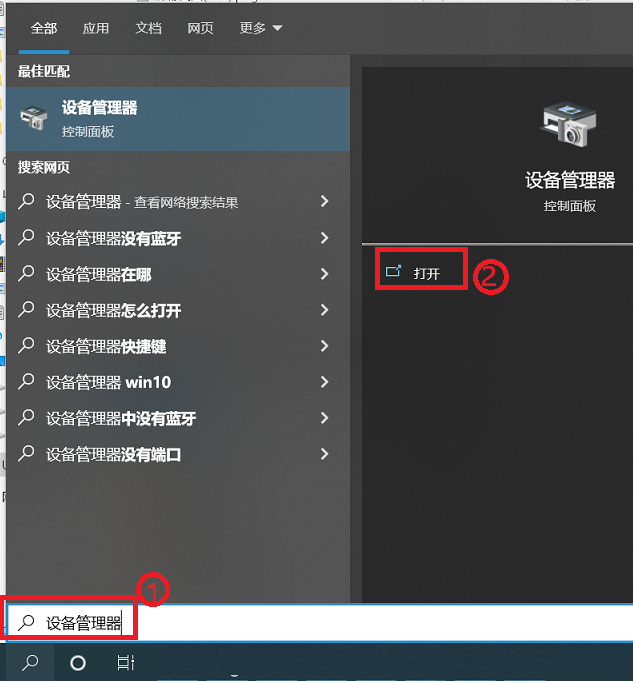 全部 应用 文档 网页 更多
最佳匹配
设备管理器
控制面板
搜索网页
设备管理器 - 查看网络搜索结果
设备管理器没有蓝牙
设备管理器在哪
设备管理器怎么打开
设备管理器快捷键
设备管理器 win10
设备管理器中没有蓝牙
设备管理器没有端口
设备管理器
控制面板
打开
②
①
设备管理器